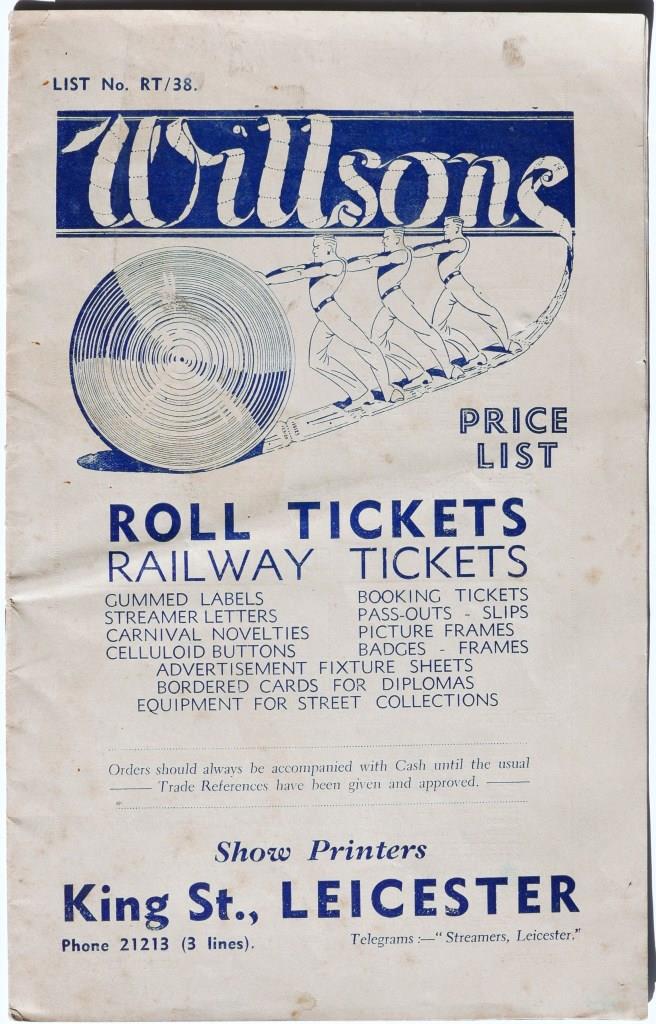 LIST No. RT/38.
Willsons
PRICE
LIST
ROLL TICKETS
RAILWAY TICKETS
GUMMED LABELS BOOKING TICKETS
STREAMER LETTERS PASS-OUTS - SLIPS
CARNIVAL NOVELTIES PICTURE FRAMES
CELLULOID BUTTONS BADGES - FRAMES
ADVERTISEMENT FIXTURE SHEETS
BORDERED CARDS FOR DIPLOMAS
EQUIPMENT FOR STREET COLLECTIONS
Orders should always be accompanied with Cash until the usual
Trade References have been given and approved.
Show Printers
King St., LEICESTER
Phone 21213 (3 lines). Telegrams :—"Streamers, Leicester."